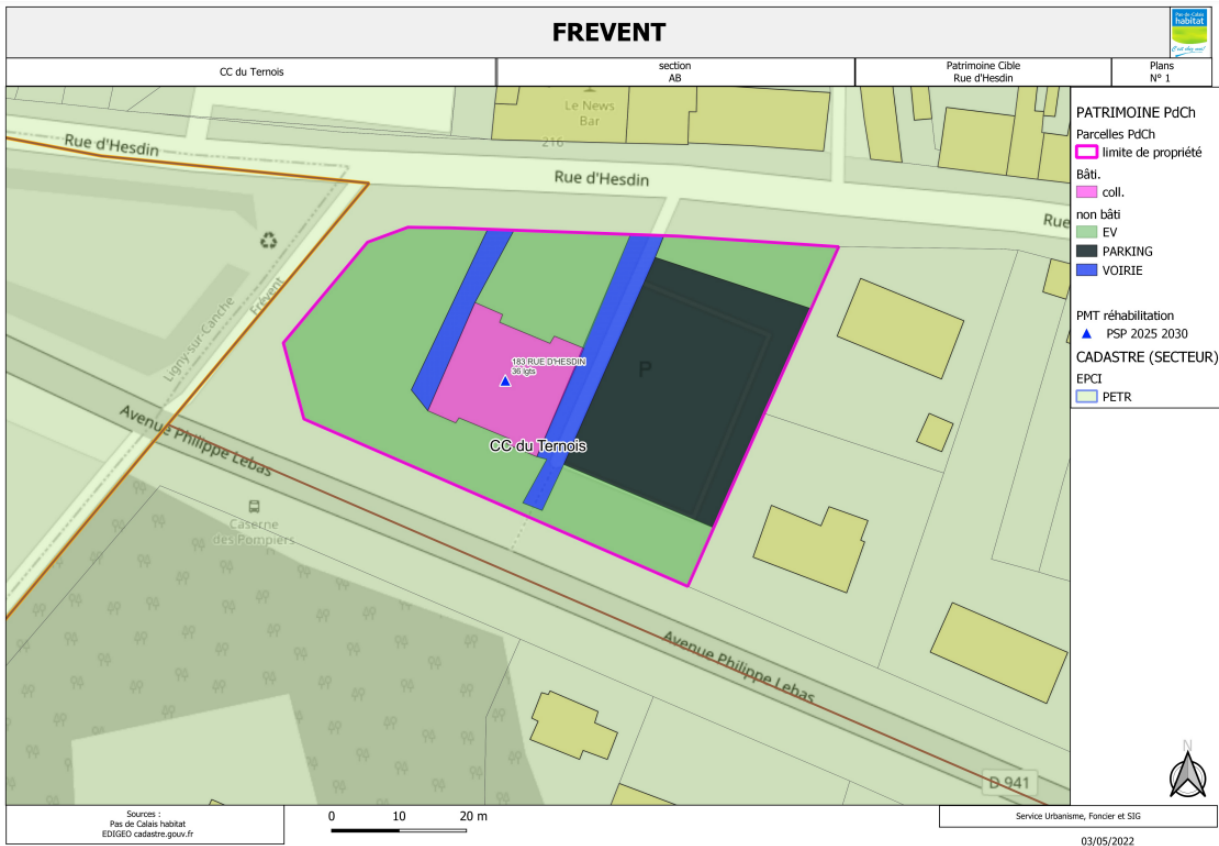 FREVENT
Pas de Calais
habitat
C'est chez moi!
CC du Ternois
section
AB
Patrimoine Cible
Rue d'Hesdin
Plans
N° 1
Le News
Bar
216
Rue d'Hesdin
Rue d'Hesdin
Rue
Frévent
Ligny-sur-Canche
183 RUE D'HESDIN
36 lgts
P
CC du Ternois
Avenue Philippe Lebas
Caserne
des Pompiers
Avenue Philippe Lebas
D 941
PATRIMOINE PdCh
Parcelles PdCh
limite de propriété
Bâti.
coll.
non bâti
EV
PARKING
VOIRIE
PMT réhabilitation
PSP 2025 2030
CADASTRE (SECTEUR)
EPCI
PETR
N
Sources :
Pas de Calais habitat
EDIGEO cadastre.gouv.fr
0 10 20 m
Service Urbanisme, Foncier et SIG
03/05/2022